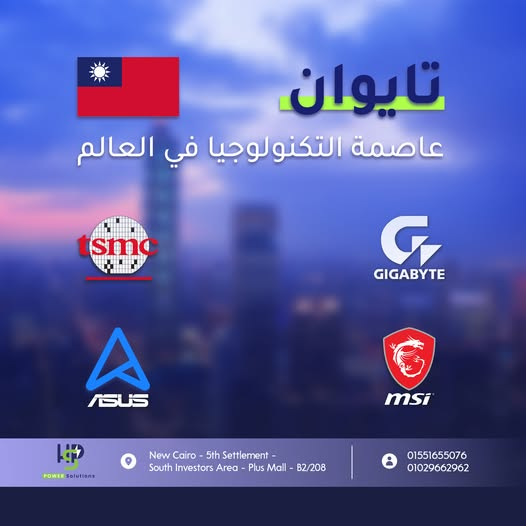 تايوان
عاصمة التكنولوجيا في العالم
tsmc
GIGABYTE
ASUS
msi
HPS
POWER Solutions
New Cairo - 5th Settlement -
South Investors Area - Plus Mall - B2/208
01551655076
01029662962